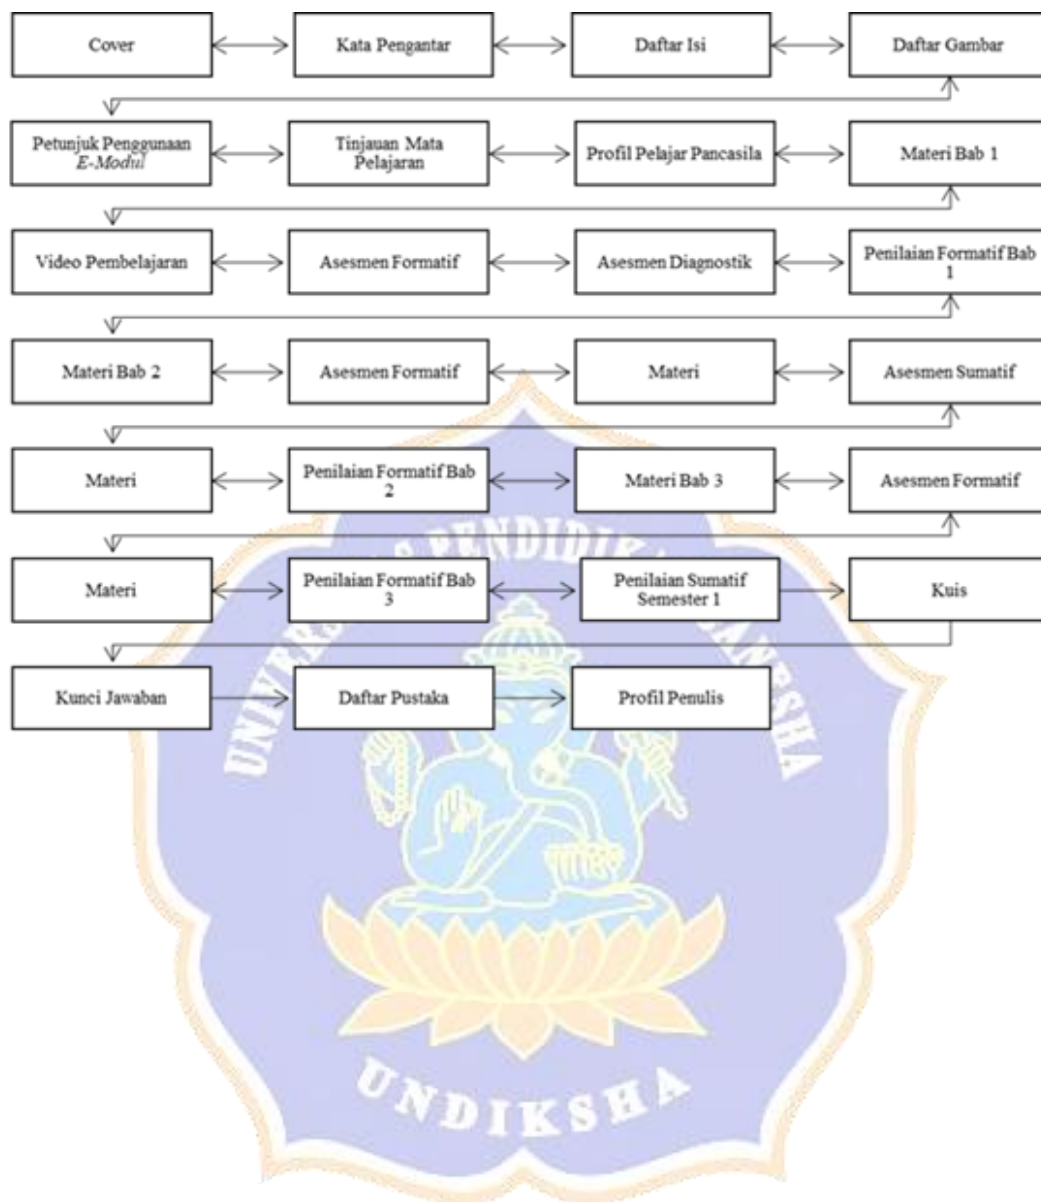 Cover
Kata Pengantar
Daftar Isi
Daftar Gambar
Petunjuk Penggunaan
E-Modul
Tinjauan Mata
Pelajaran
Profil Pelajar Pancasila
Materi Bab 1
Video Pembelajaran
Asesmen Formatif
Asesmen Diagnostik
Penilaian Formatif Bab
1
Materi Bab 2
Asesmen Formatif
Materi
Asesmen Sumatif
Materi
Penilaian Formatif Bab
2
Materi Bab 3
Asesmen Formatif
Materi
Penilaian Formatif Bab
3
Penilaian Sumatif
Semester 1
Kuis
Kunci Jawaban
Daftar Pustaka
Profil Penulis
UNDIKSHA